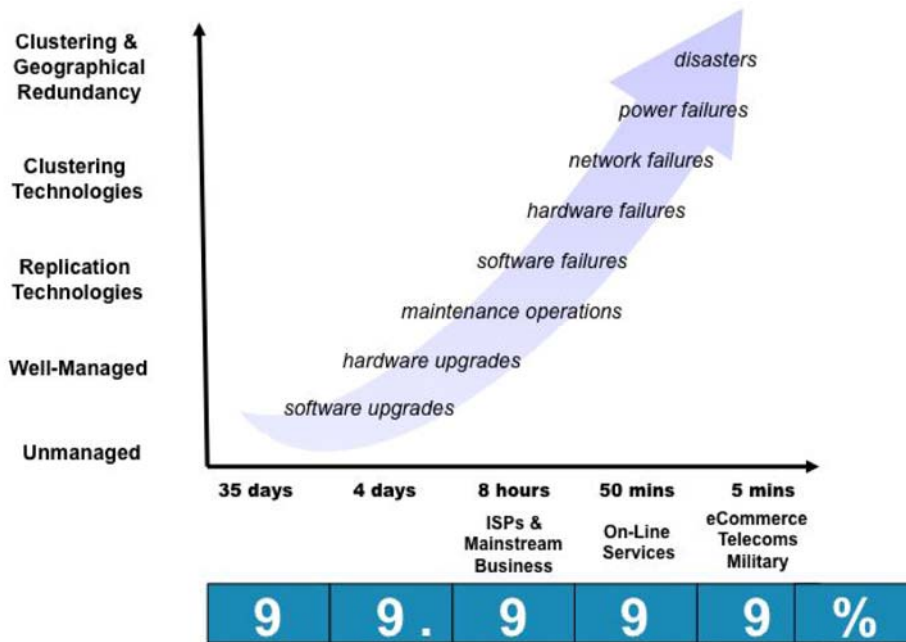 Clustering &
Geographical
Redundancy
Clustering
Technologies
Replication
Technologies
Well-Managed
Unmanaged
disasters
power failures
network failures
hardware failures
software failures
maintenance operations
hardware upgrades
software upgrades
35 days
4 days
8 hours
50 mins
5 mins
ISPs &
Mainstream
Business
On-Line
Services
eCommerce
Telecoms
Military
9 9. 9 9 9 %